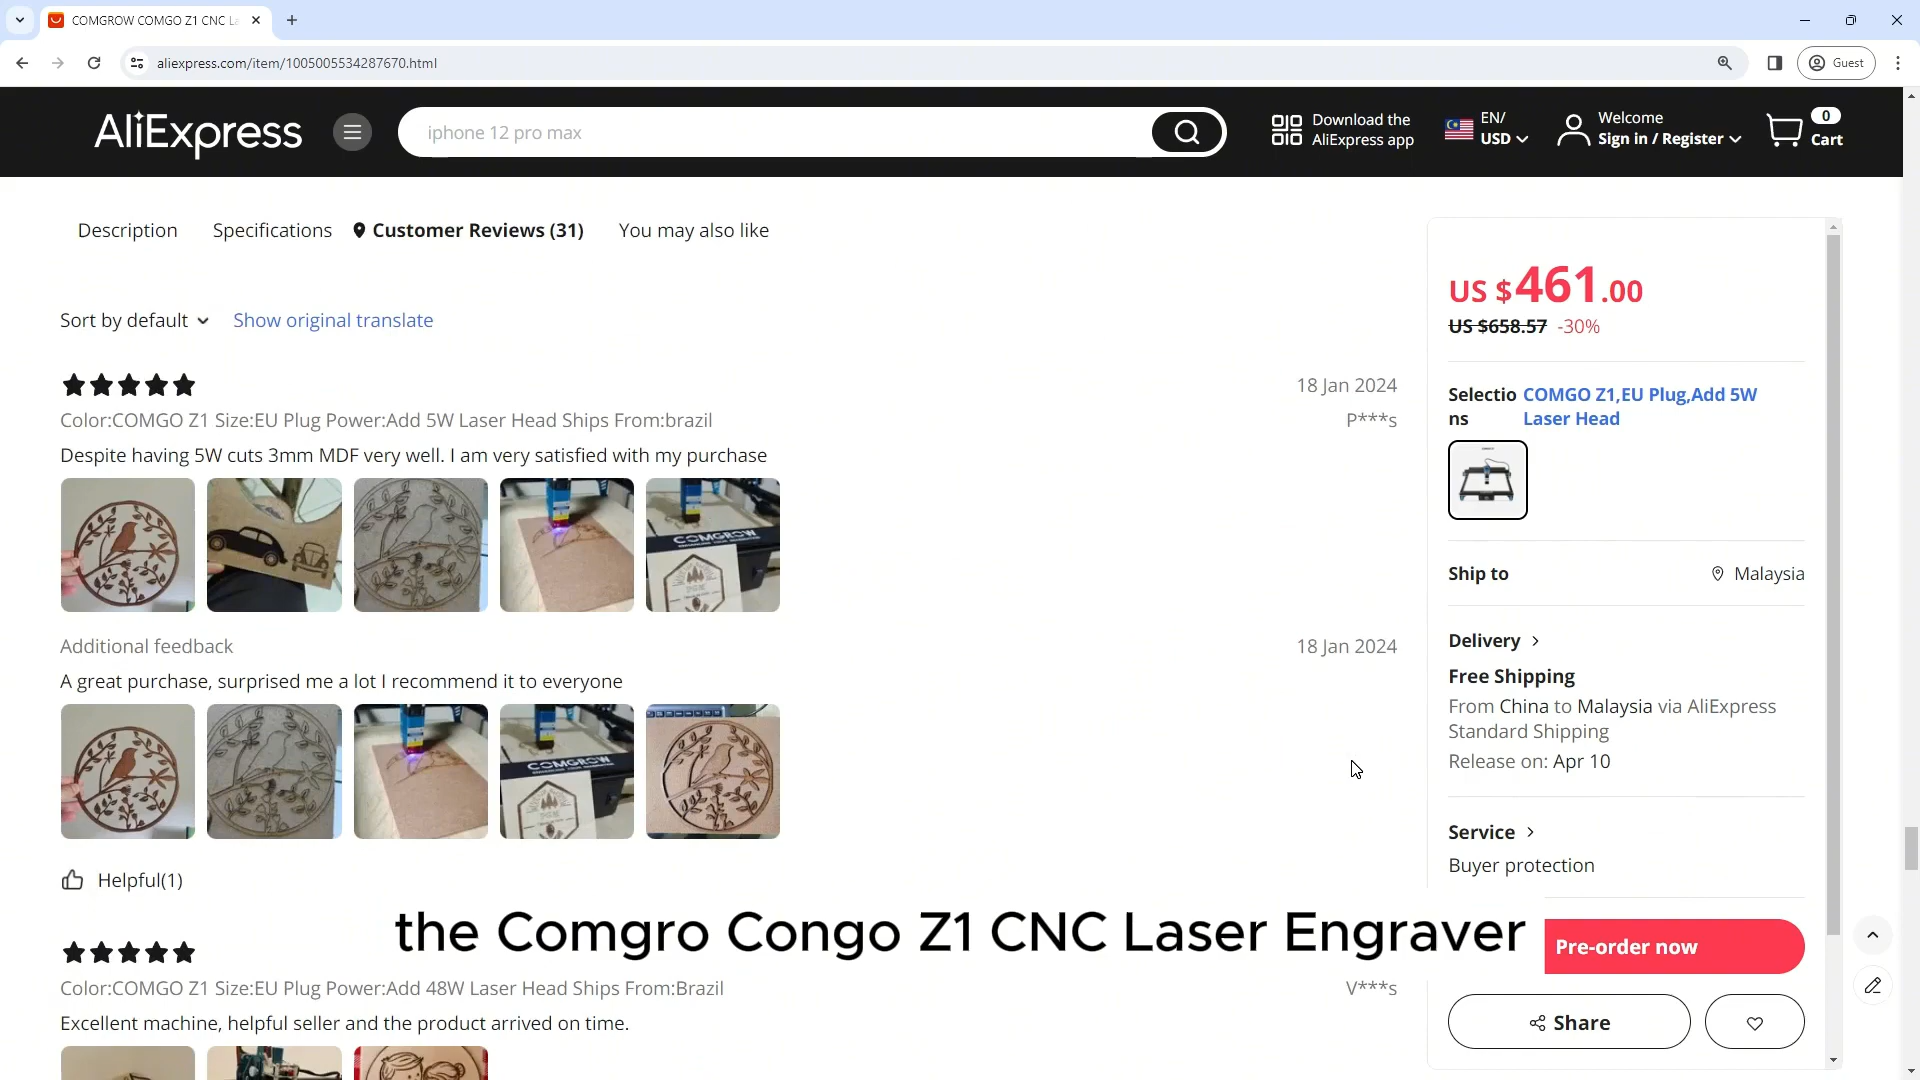 COMGROW COMGO Z1 CNC L
aliexpress.com/item/1005005534287670.html
Guest
AliExpress
iphone 12 pro max
Download the
AliExpress app
EN/
USD
Welcome
Sign in / Register
0
Cart
Description
Specifications
Customer Reviews (31)
You may also like
Sort by default
Show original translate
18 Jan 2024
Color:COMGO Z1 Size:EU Plug Power:Add 5W Laser Head Ships From:brazil
P***s
Despite having 5W cuts 3mm MDF very well. I am very satisfied with my purchase
COMGROW
Additional feedback
18 Jan 2024
A great purchase, surprised me a lot I recommend it to everyone
COMGROW
Helpful(1)
Color:COMGO Z1 Size:EU Plug Power:Add 48W Laser Head Ships From:Brazil
V***s
Excellent machine, helpful seller and the product arrived on time.
US $461.00
US $658.57 -30%
Selectio
ns
COMGO Z1,EU Plug,Add 5W
Laser Head
Ship to
Malaysia
Delivery
Free Shipping
From China to Malaysia via AliExpress
Standard Shipping
Release on: Apr 10
Service
Buyer protection
Pre-order now
Share
the Comgro Congo Z1 CNC Laser Engraver